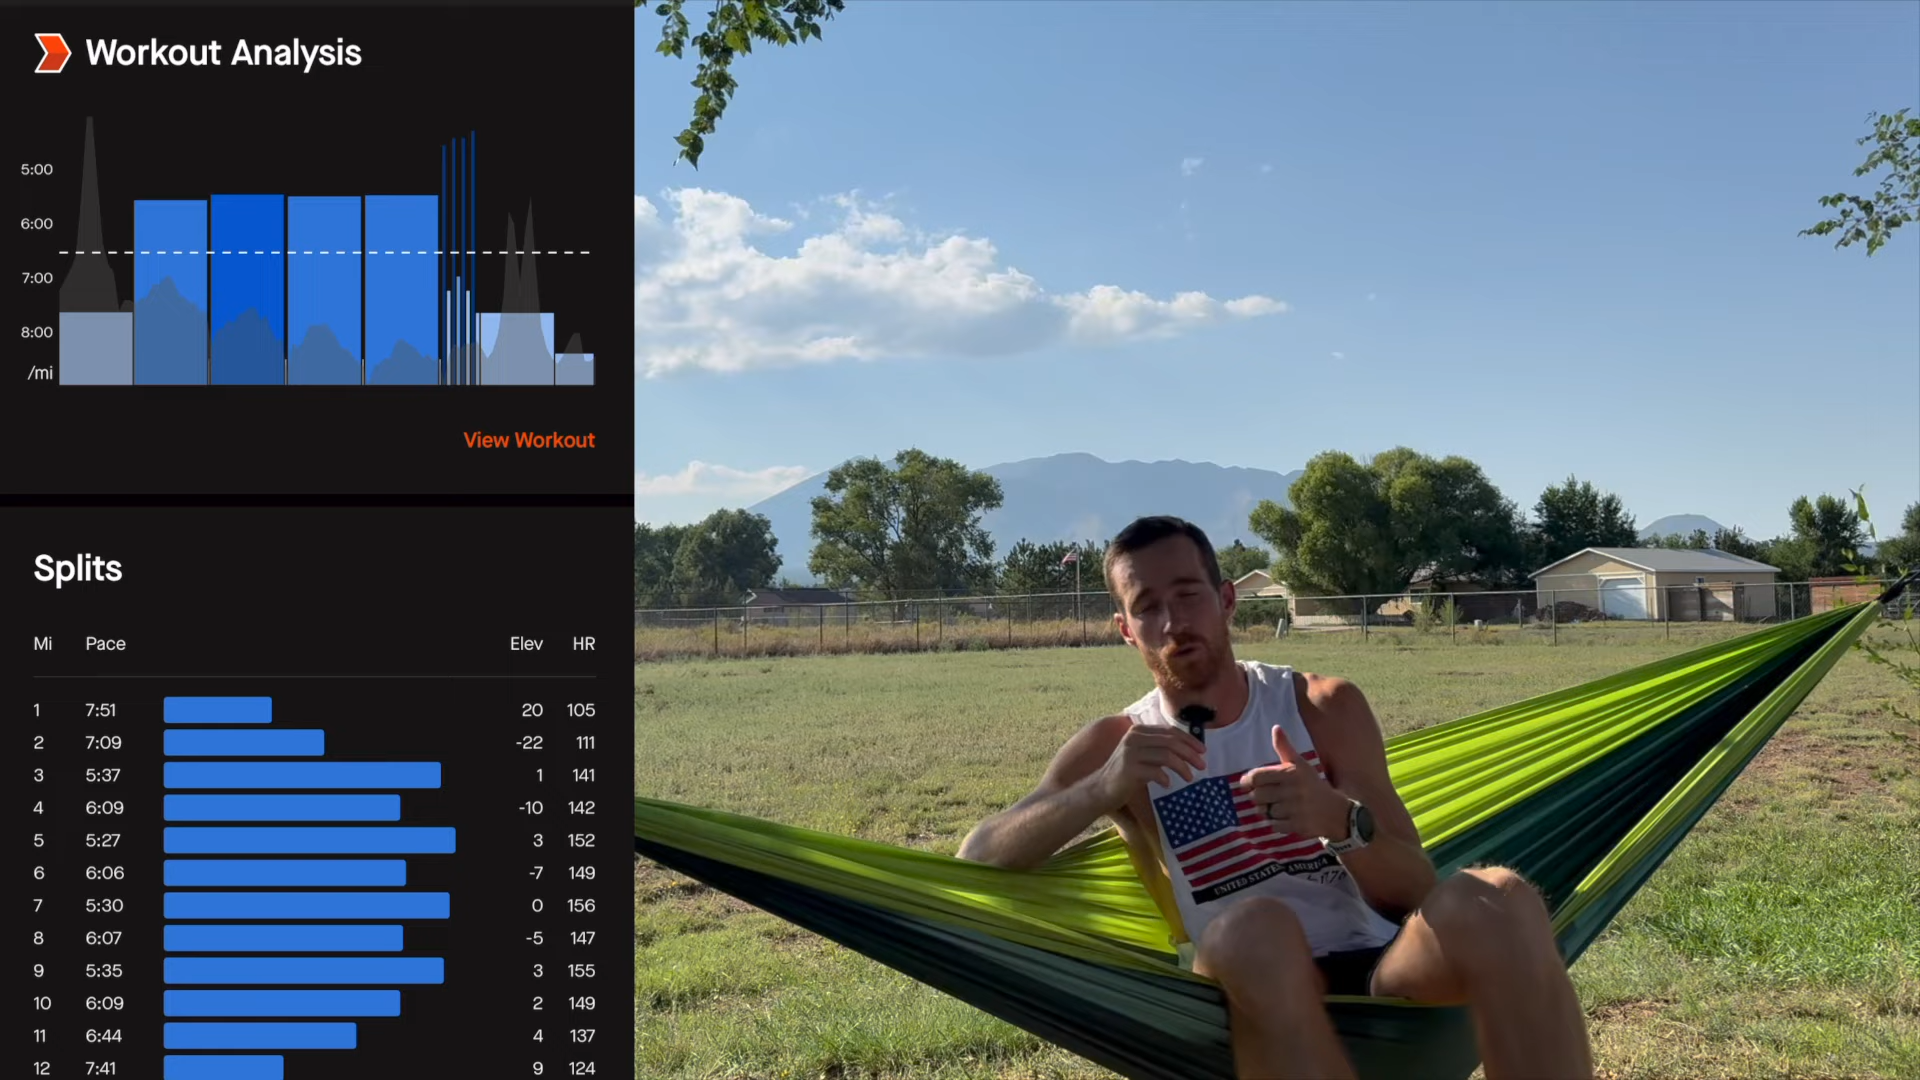 Workout Analysis
5:00
6:00
7:00
8:00
/mi
View Workout
Splits
Mi Pace Elev HR
1 7:51 20 105
2 7:09 -22 111
3 5:37 1 141
4 6:09 -10 142
5 5:27 3 152
6 6:06 -7 149
7 5:30 0 156
8 6:07 -5 147
9 5:35 3 155
10 6:09 2 149
11 6:44 4 137
12 7:41 9 124
UNITED STATES AMERICA